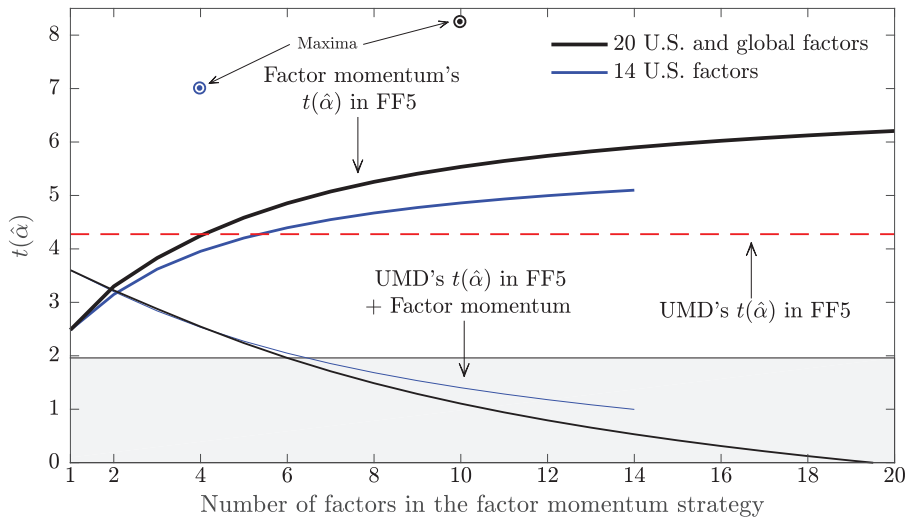 8
7
6
5
4
3
2
1
0
t(α̂)
Maxima
20 U.S. and global factors
14 U.S. factors
Factor momentum's
t(α̂) in FF5
UMD's t(α̂) in FF5
+ Factor momentum
UMD's t(α̂) in FF5
1 2 4 6 8 10 12 14 16 18 20
Number of factors in the factor momentum strategy